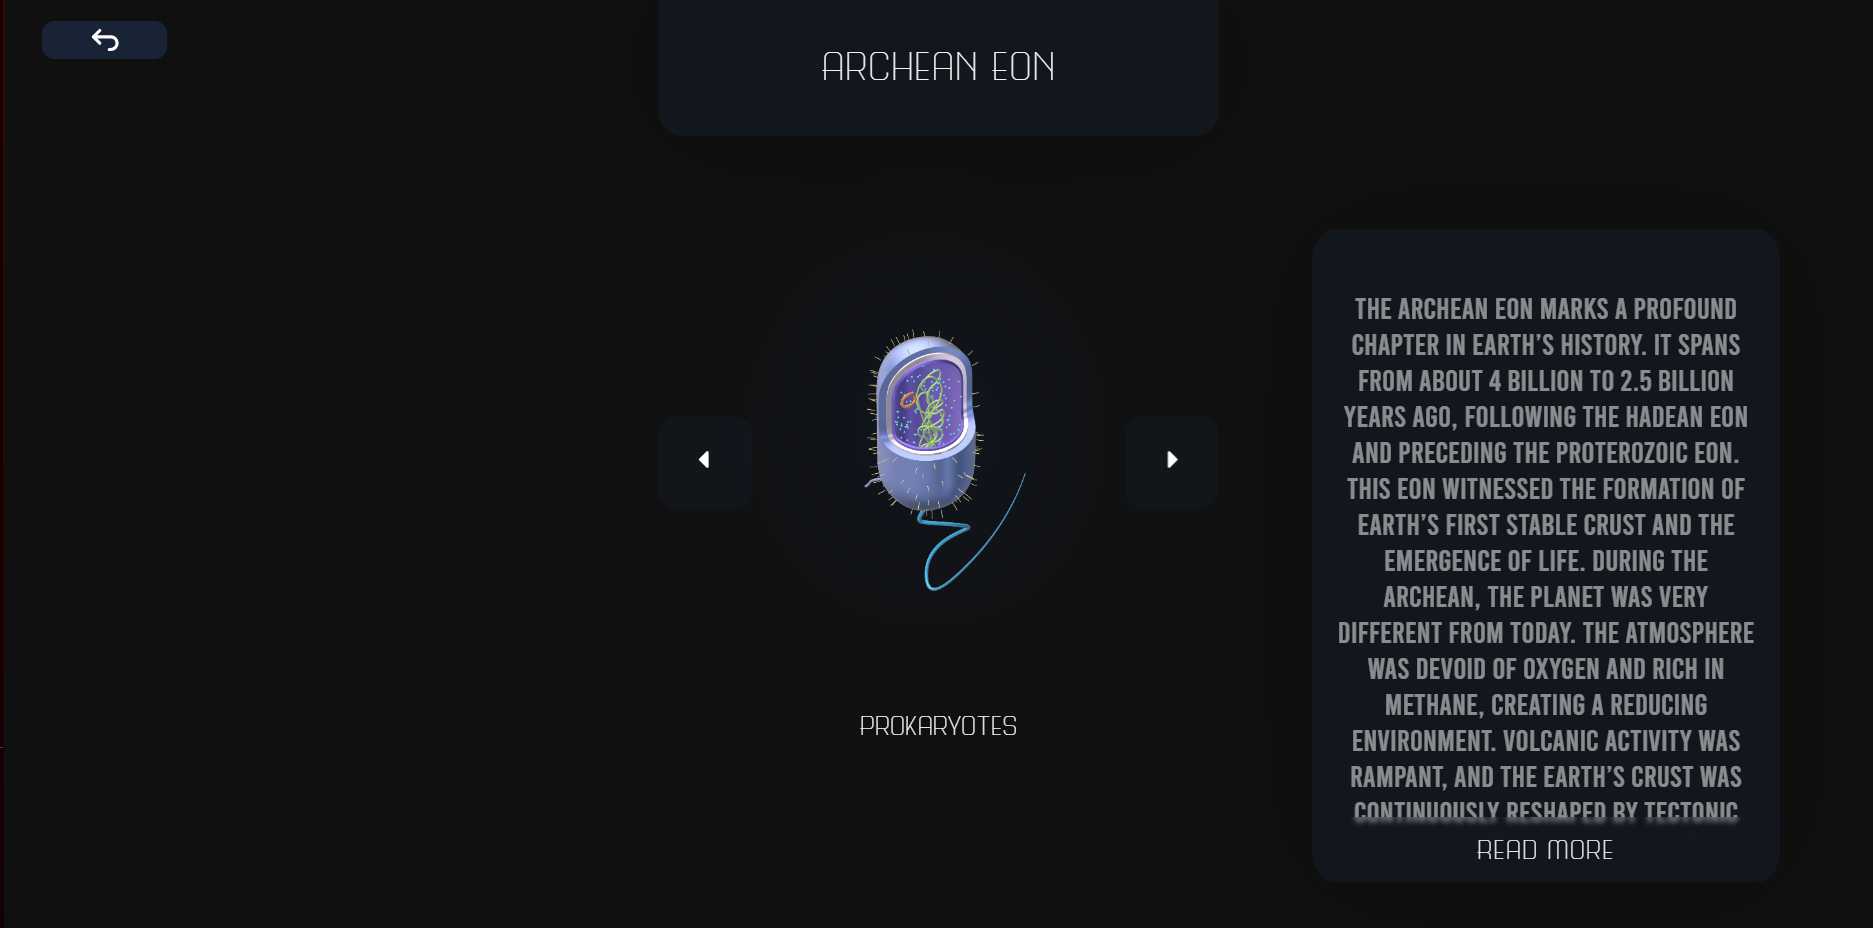 ARCHEAN EON
PROKARYOTES
THE ARCHEAN EON MARKS A PROFOUND
CHAPTER IN EARTH’S HISTORY. IT SPANS
FROM ABOUT 4 BILLION TO 2.5 BILLION
YEARS AGO, FOLLOWING THE HADEAN EON
AND PRECEDING THE PROTEROZOIC EON.
THIS EON WITNESSED THE FORMATION OF
EARTH’S FIRST STABLE CRUST AND THE
EMERGENCE OF LIFE. DURING THE
ARCHEAN, THE PLANET WAS VERY
DIFFERENT FROM TODAY. THE ATMOSPHERE
WAS DEVOID OF OXYGEN AND RICH IN
METHANE, CREATING A REDUCING
ENVIRONMENT. VOLCANIC ACTIVITY WAS
RAMPANT, AND THE EARTH’S CRUST WAS
CONTINUOUSLY RESHAPED BY TECTONIC
READ MORE